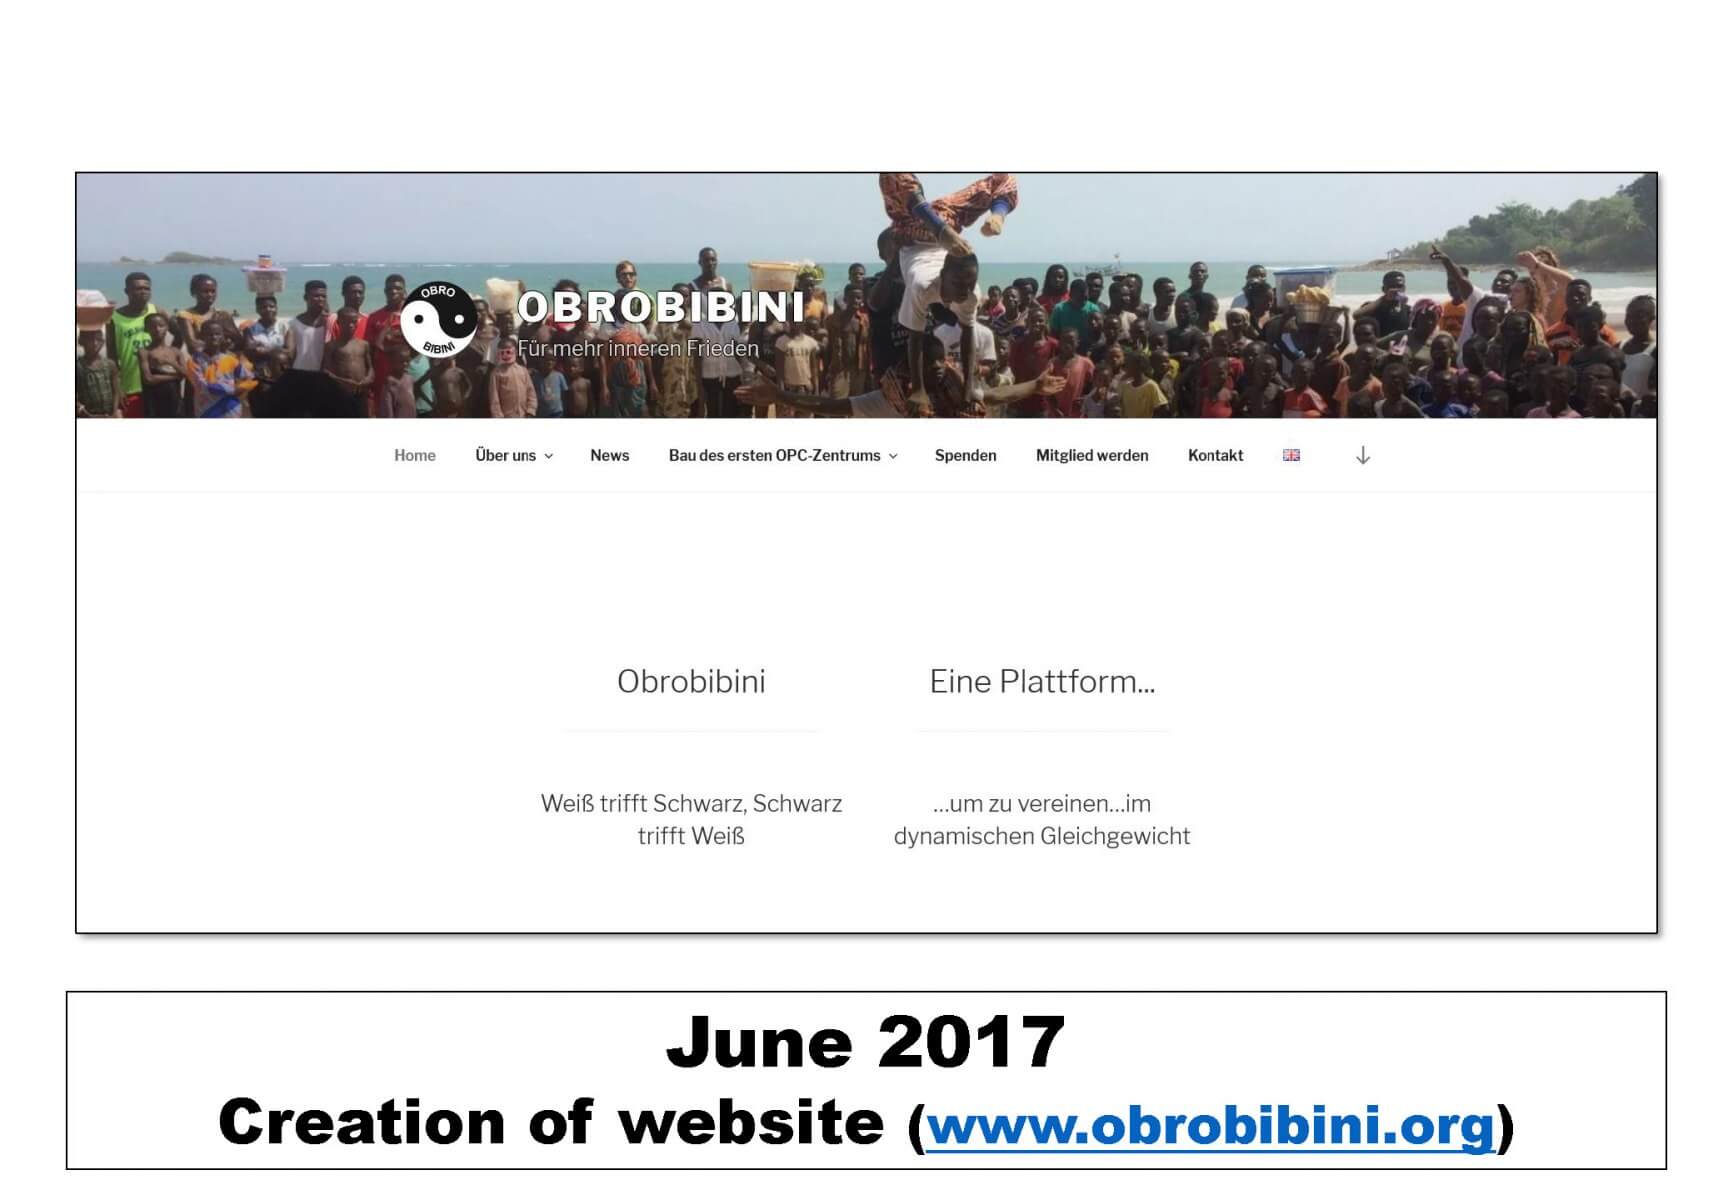 OBRO
BIBINI
OBROBIBINI
Für mehr inneren Frieden
Home Über uns News Bau des ersten OPC-Zentrums Spenden Mitglied werden Kontakt
Obrobibini
Eine Plattform...
Weiß trifft Schwarz, Schwarz
trifft Weiß
...um zu vereinen...im
dynamischen Gleichgewicht
June 2017
Creation of website (www.obrobibini.org)